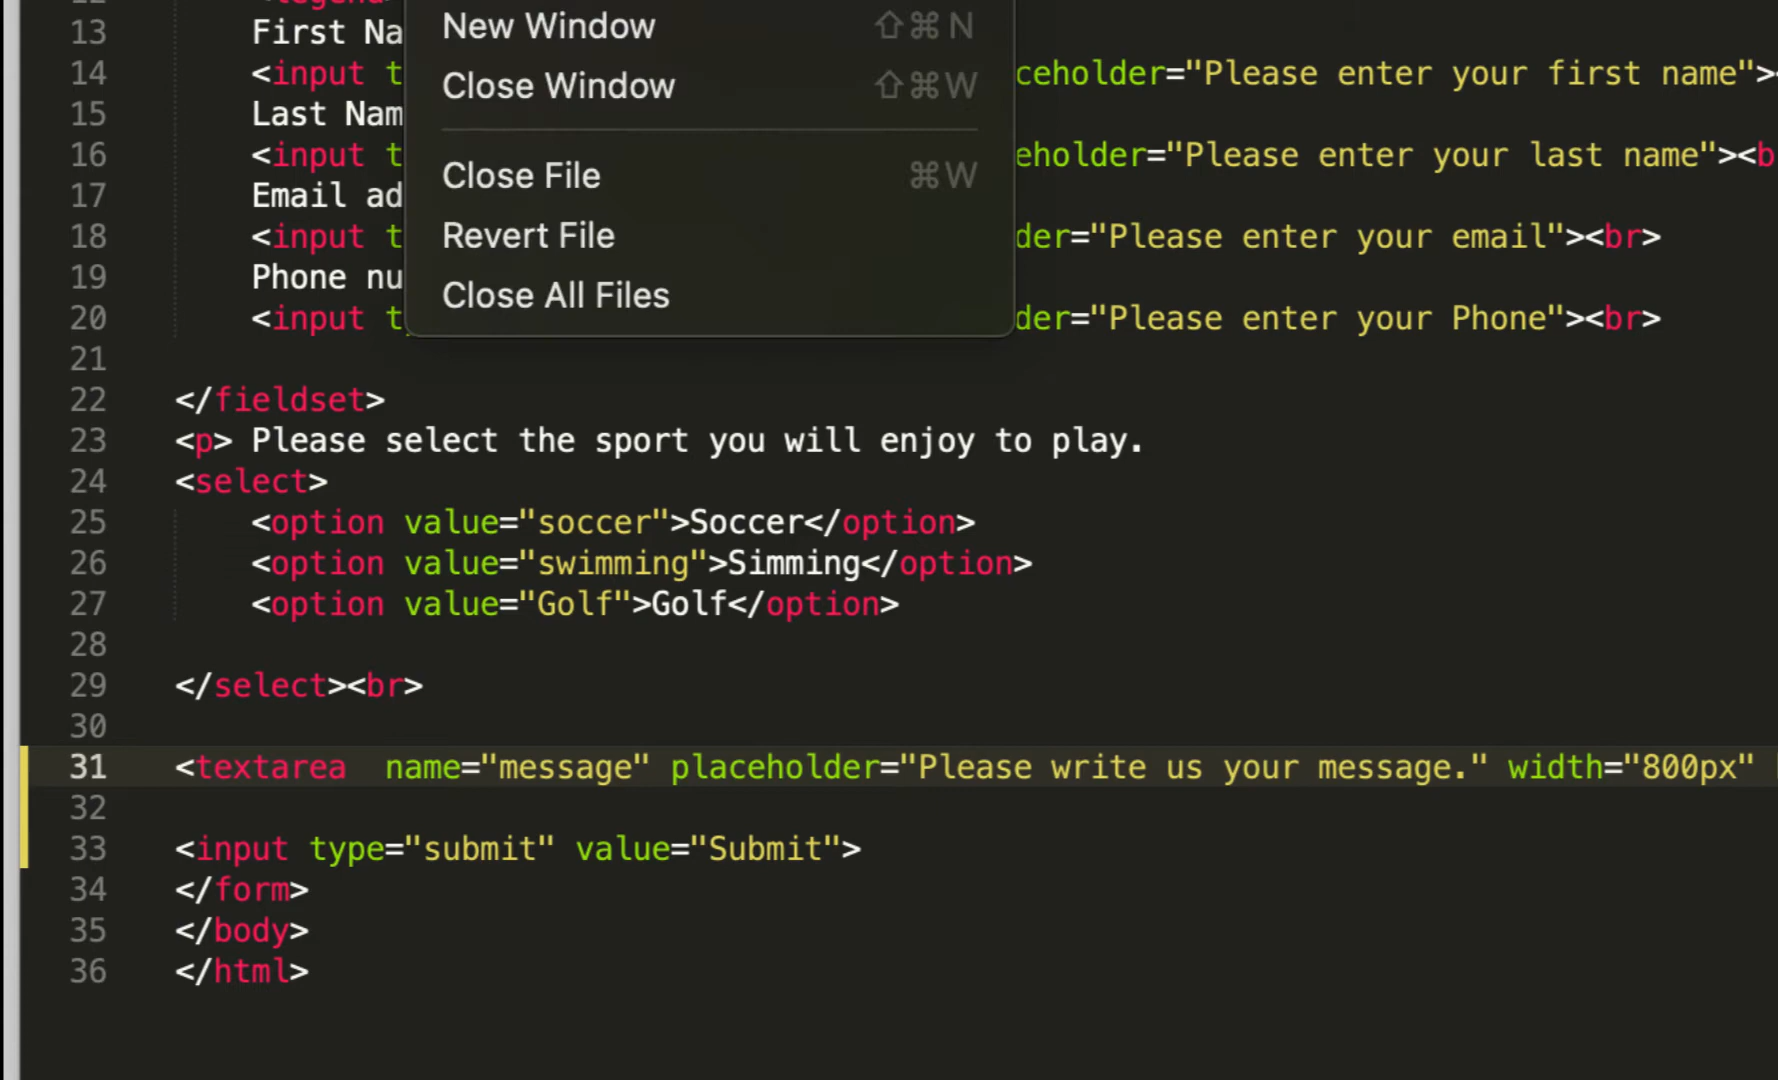 12 <legend
13 First Na
New Window ⇧⌘N
14 <input t
Close Window ⇧⌘W
ceholder="Please enter your first name">
15 Last Nam
16 <input t
eholder="Please enter your last name"><b
Close File ⌘W
17 Email ad
18 <input t
Revert File
der="Please enter your email"><br>
19 Phone nu
Close All Files
20 <input t
der="Please enter your Phone"><br>
21
22 </fieldset>
23 <p> Please select the sport you will enjoy to play.
24 <select>
25 <option value="soccer">Soccer</option>
26 <option value="swimming">Simming</option>
27 <option value="Golf">Golf</option>
28
29 </select><br>
30
31 <textarea  name="message" placeholder="Please write us your message." width="800px"
32
33 <input type="submit" value="Submit">
34 </form>
35 </body>
36 </html>